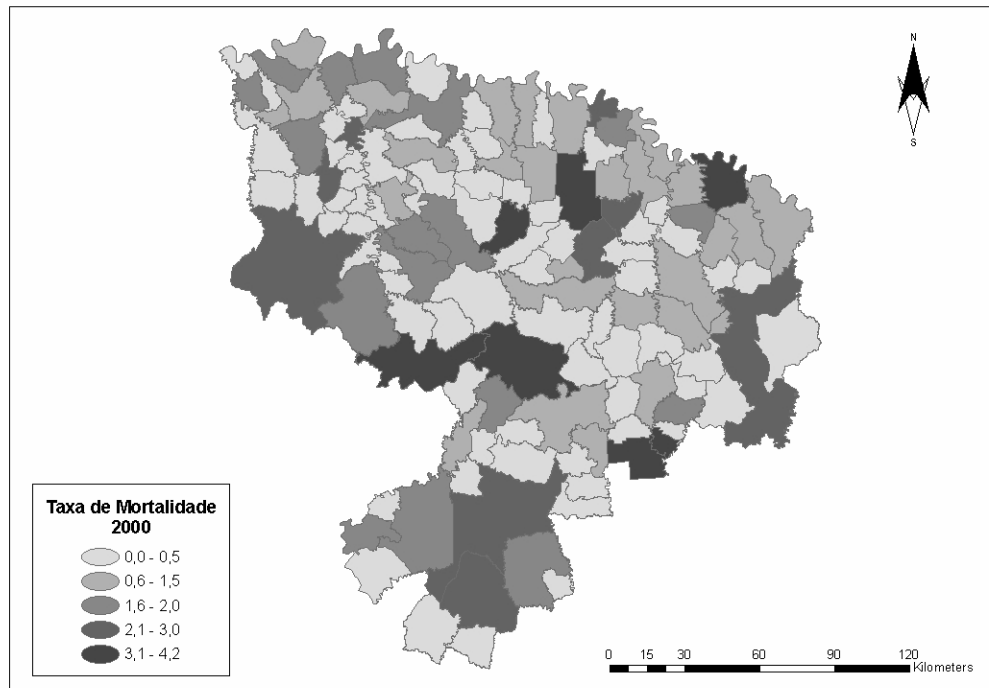 N
S
Taxa de Mortalidade
2000
0,0 - 0,5
0,6 - 1,5
1,6 - 2,0
2,1 - 3,0
3,1 - 4,2
0 15 30 60 90 120
Kilometers